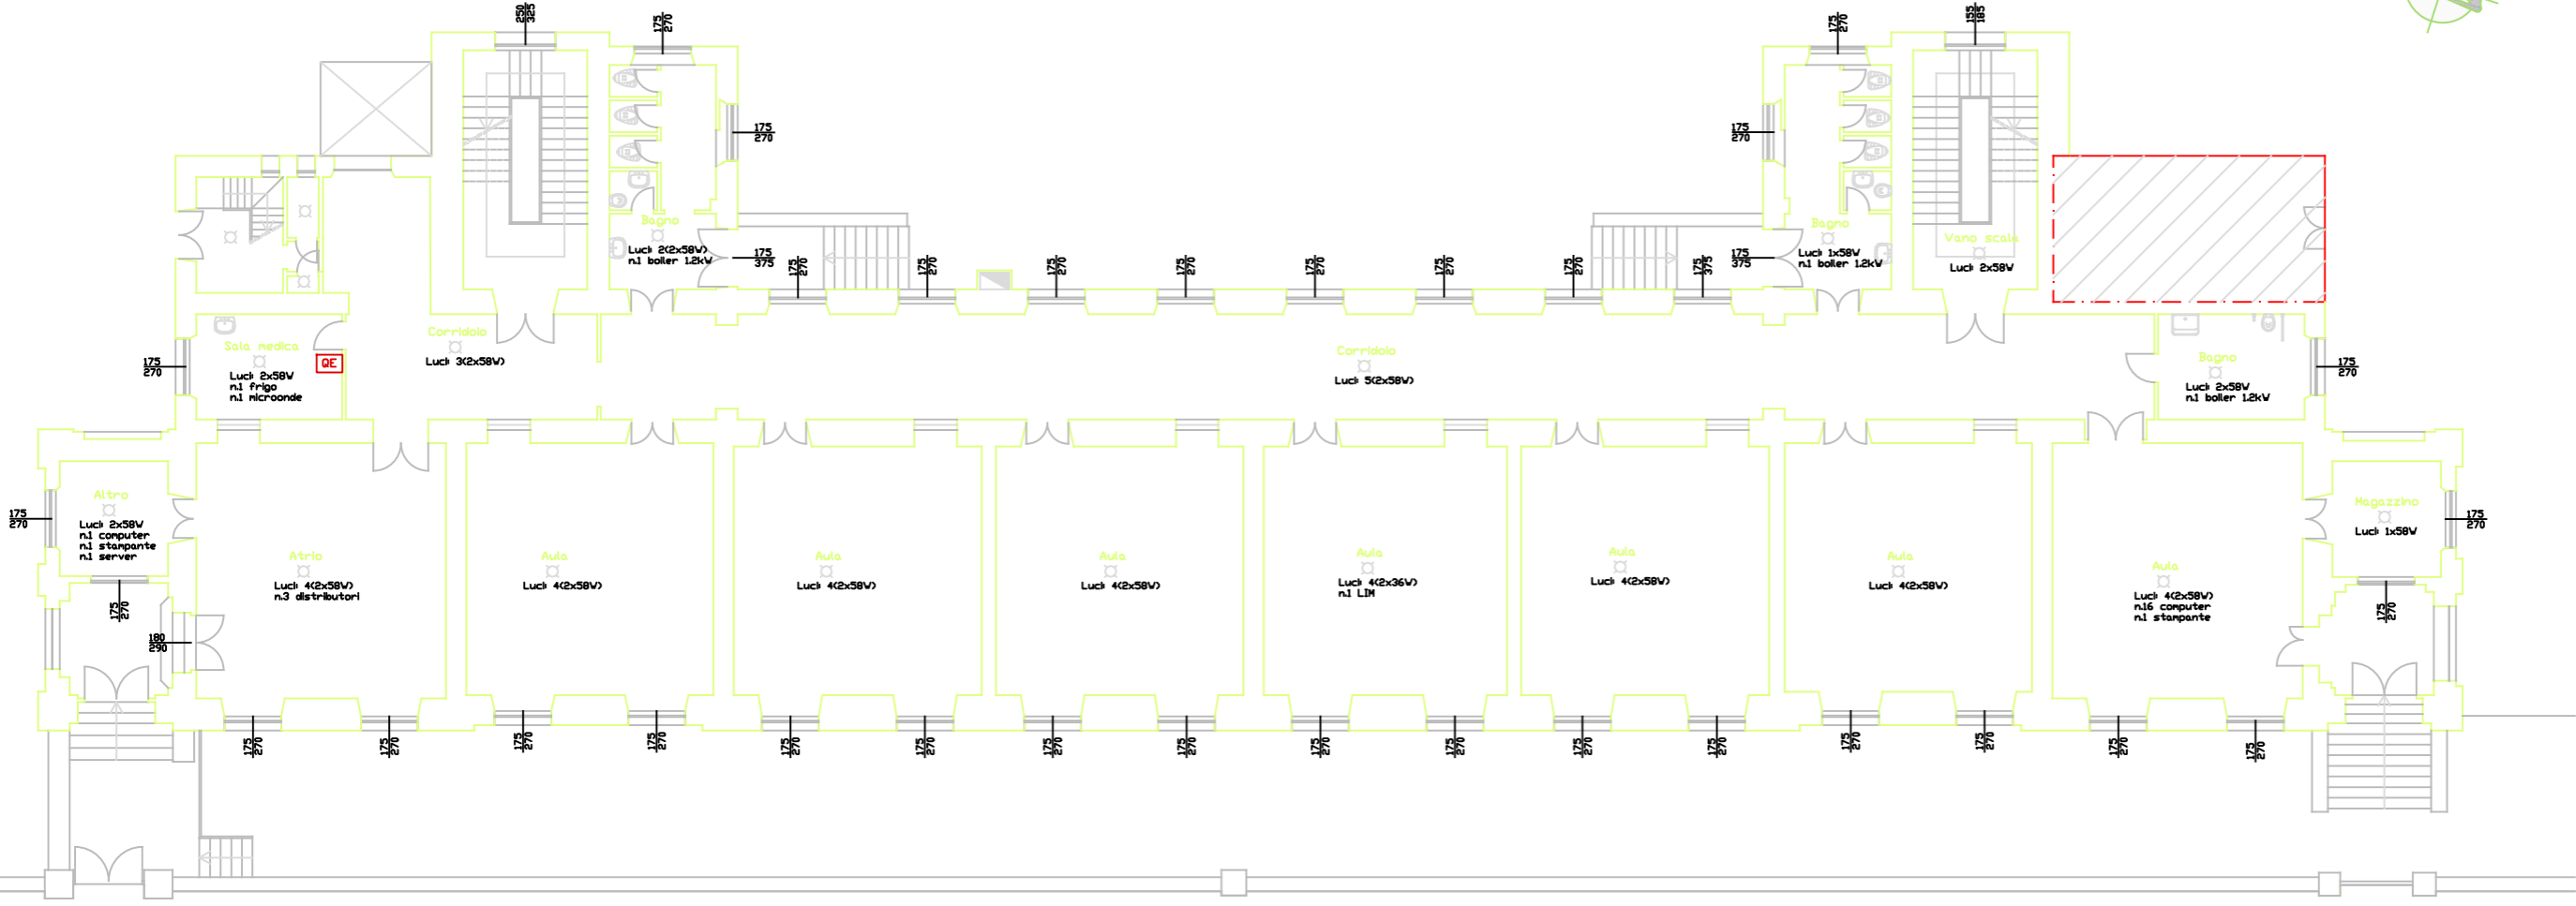 250
325
175
270
175
270
155
185
175
270
175
270
Bagno
Luci: 2(2x58W)
n.1 boiler 1.2kW
175
375
Bagno
Luci: 1x58W
n.1 boiler 1.2kW
175
375
Vano scala
Luci: 2x58W
175
270
175
270
175
270
175
270
175
270
175
270
175
270
175
375
Sala medica
Luci: 2x58W
n.1 frigo
n.1 microonde
QE
175
270
Corridoio
Luci: 3(2x58W)
Corridoio
Luci: 5(2x58W)
Bagno
Luci: 2x58W
n.1 boiler 1.2kW
175
270
Altro
Luci: 2x58W
n.1 computer
n.1 stampante
n.1 server
175
270
175
270
180
290
Atrio
Luci: 4(2x58W)
n.3 distributori
Aula
Luci: 4(2x58W)
Aula
Luci: 4(2x58W)
Aula
Luci: 4(2x58W)
Aula
Luci: 4(2x36W)
n.1 LIM
Aula
Luci: 4(2x58W)
Aula
Luci: 4(2x58W)
Aula
Luci: 4(2x58W)
n.16 computer
n.1 stampante
Magazzino
Luci: 1x58W
175
270
175
270
175
270
175
270
175
270
175
270
175
270
175
270
175
270
175
270
175
270
175
270
175
270
175
270
175
270
175
270
175
270
175
270